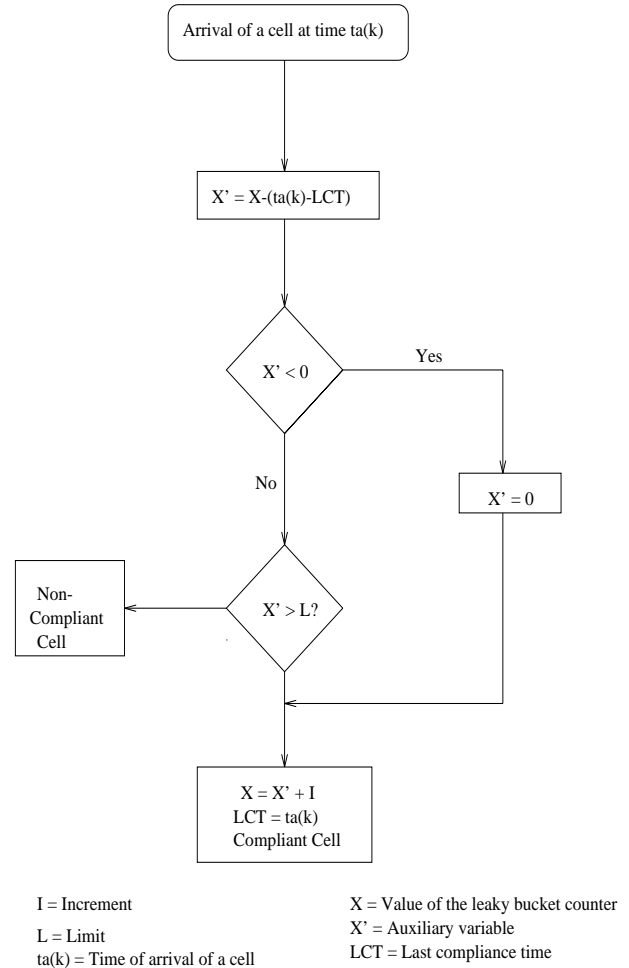 Arrival of a cell at time ta(k)
X' = X-(ta(k)-LCT)
X' < 0
Yes
No
X' = 0
Non-
Compliant
Cell
X' > L?
X = X' + I
LCT = ta(k)
Compliant Cell
I = Increment
L = Limit
ta(k) = Time of arrival of a cell
X = Value of the leaky bucket counter
X' = Auxiliary variable
LCT = Last compliance time